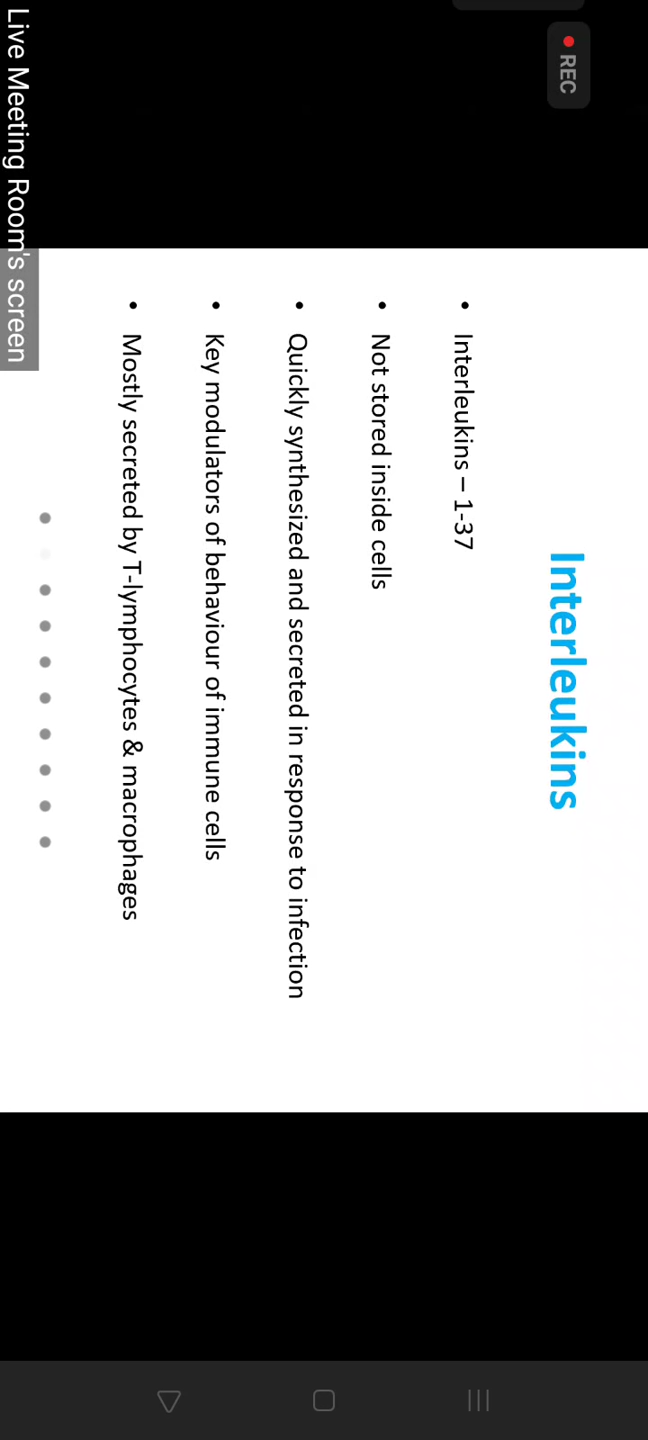 REC
Interleukins
• Interleukins – 1-37
• Not stored inside cells
• Quickly synthesized and secreted in response to infection
• Key modulators of behaviour of immune cells
• Mostly secreted by T-lymphocytes & macrophages
Live Meeting Room's screen